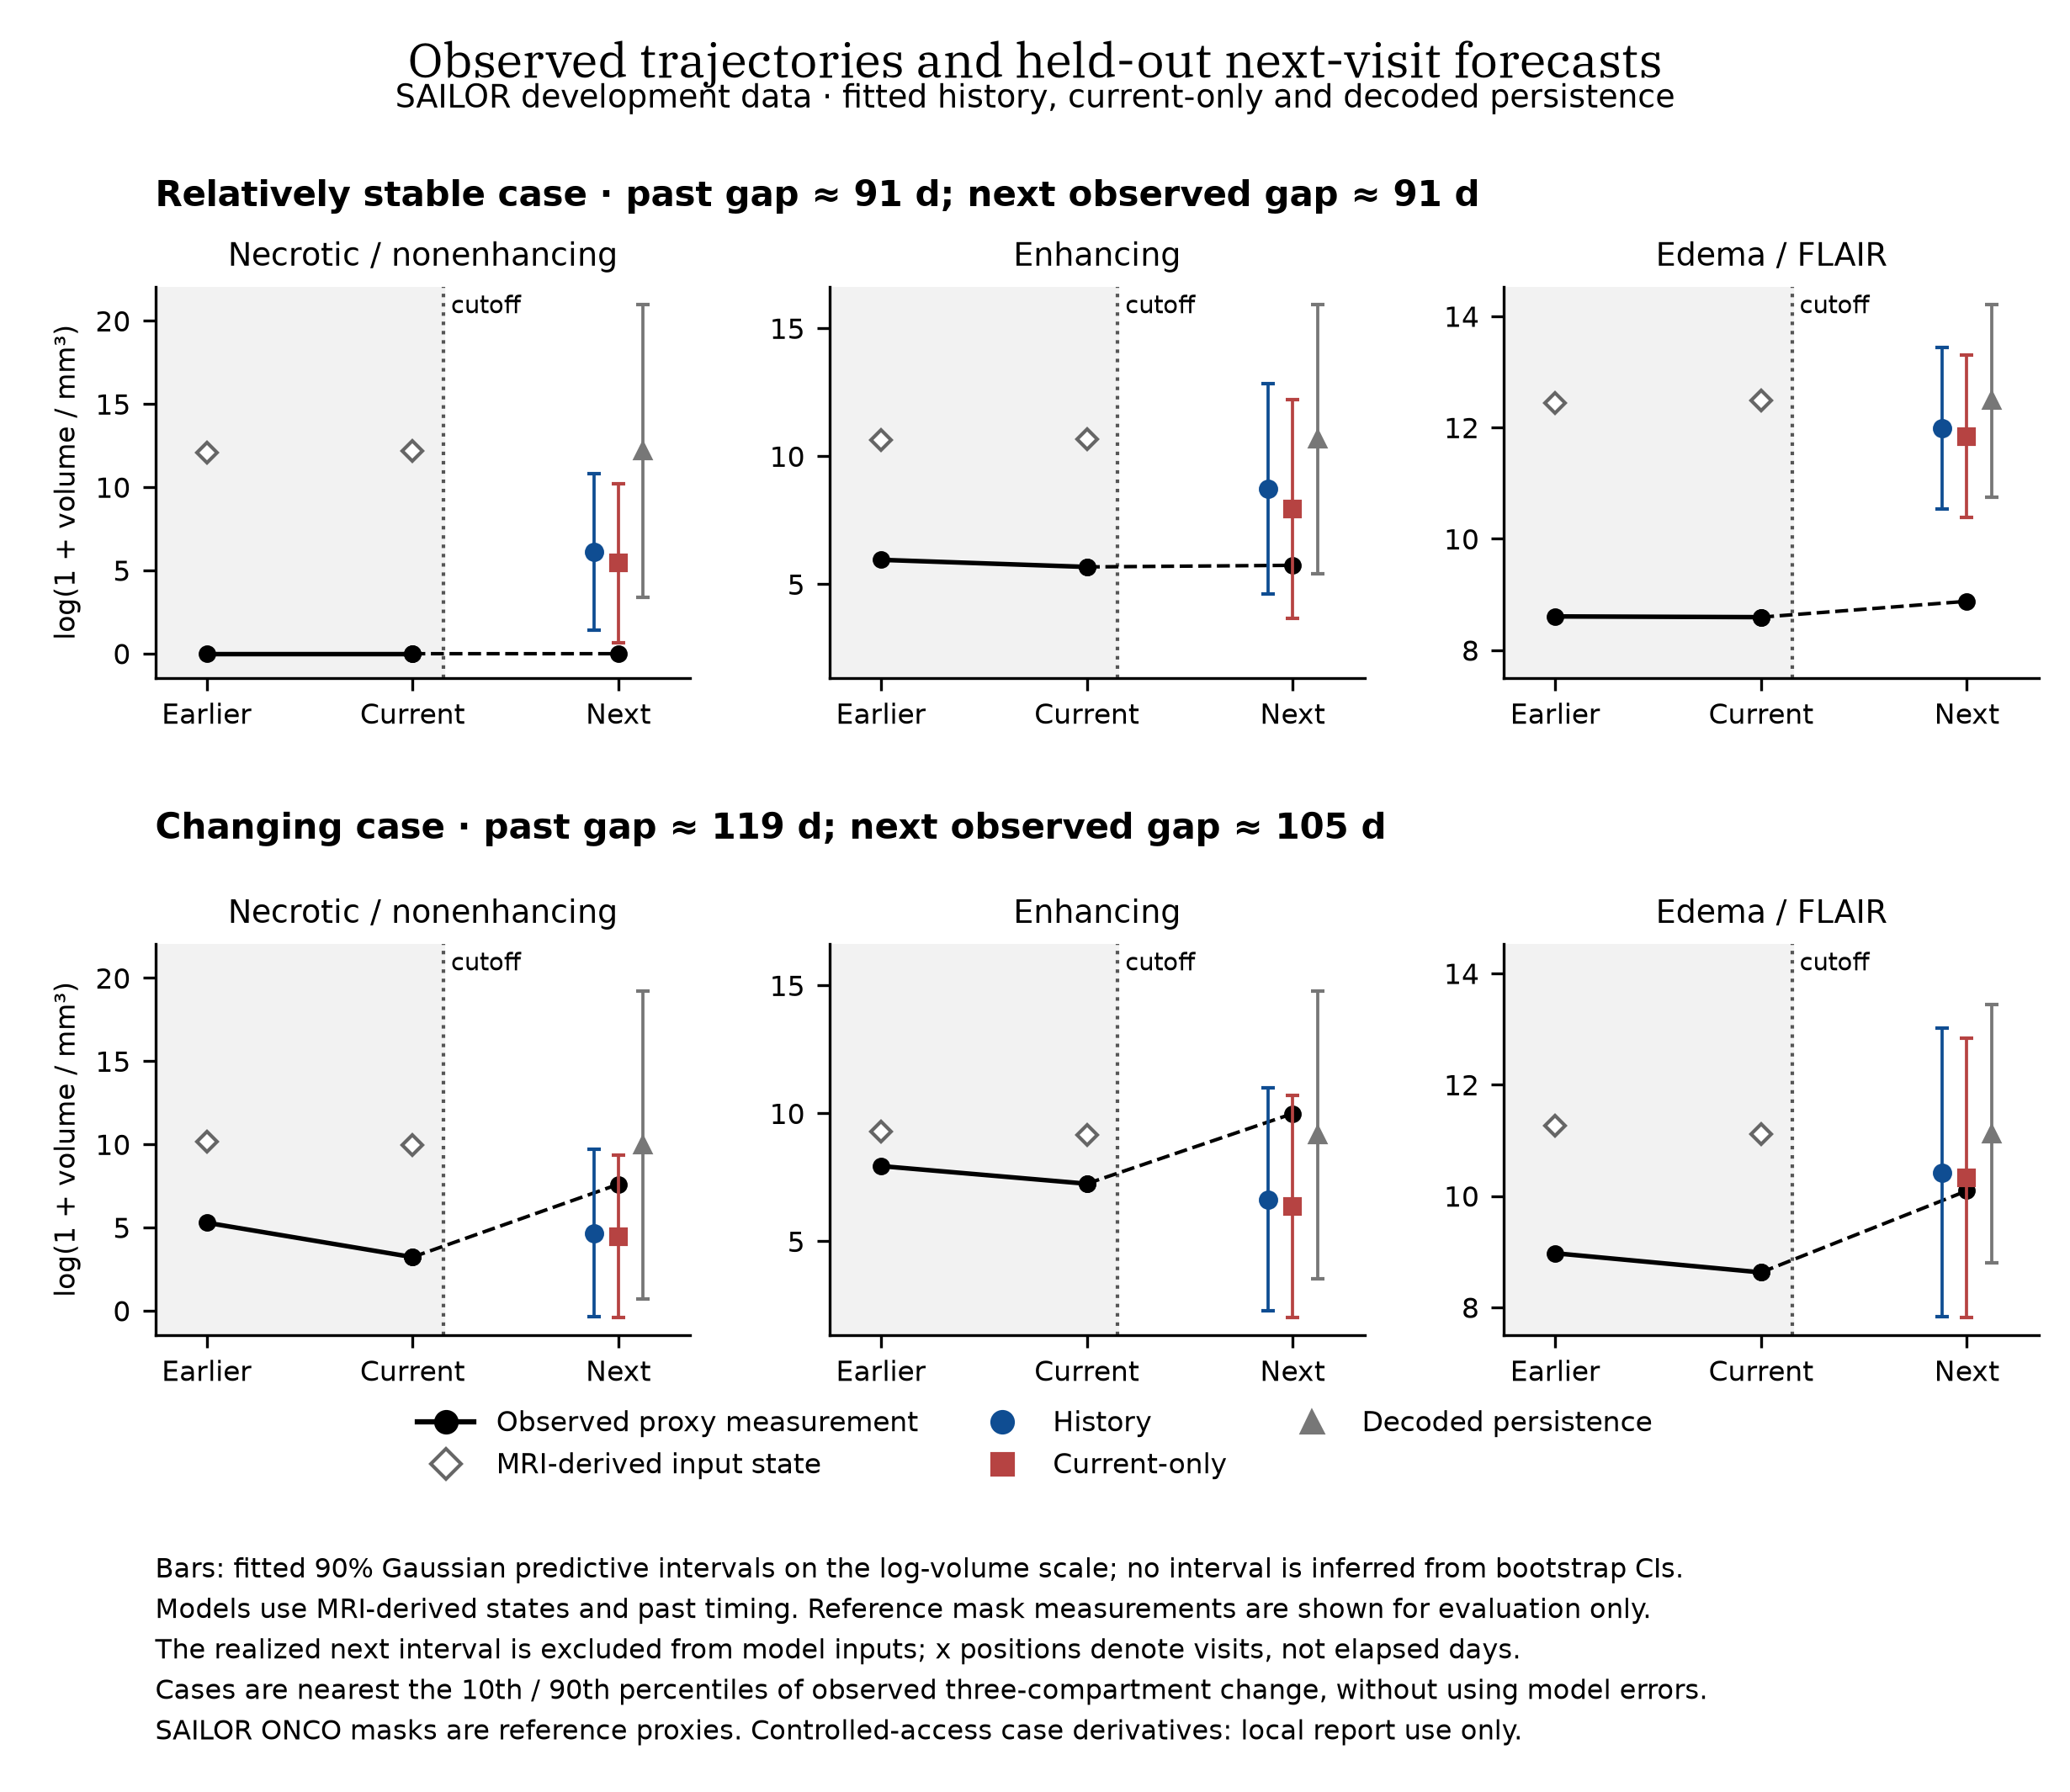 Observed trajectories and held-out next-visit forecasts
SAILOR development data · fitted history, current-only and decoded persistence
Relatively stable case · past gap ≈ 91 d; next observed gap ≈ 91 d
Necrotic / nonenhancing
log(1 + volume / mm³)
20
15
10
5
0
cutoff
Earlier
Current
Next
Enhancing
15
10
5
cutoff
Earlier
Current
Next
Edema / FLAIR
14
12
10
8
cutoff
Earlier
Current
Next
Changing case · past gap ≈ 119 d; next observed gap ≈ 105 d
Necrotic / nonenhancing
log(1 + volume / mm³)
20
15
10
5
0
cutoff
Earlier
Current
Next
Enhancing
15
10
5
cutoff
Earlier
Current
Next
Edema / FLAIR
14
12
10
8
cutoff
Earlier
Current
Next
Observed proxy measurement
MRI-derived input state
History
Current-only
Decoded persistence
Bars: fitted 90% Gaussian predictive intervals on the log-volume scale; no interval is inferred from bootstrap CIs.
Models use MRI-derived states and past timing. Reference mask measurements are shown for evaluation only.
The realized next interval is excluded from model inputs; x positions denote visits, not elapsed days.
Cases are nearest the 10th / 90th percentiles of observed three-compartment change, without using model errors.
SAILOR ONCO masks are reference proxies. Controlled-access case derivatives: local report use only.